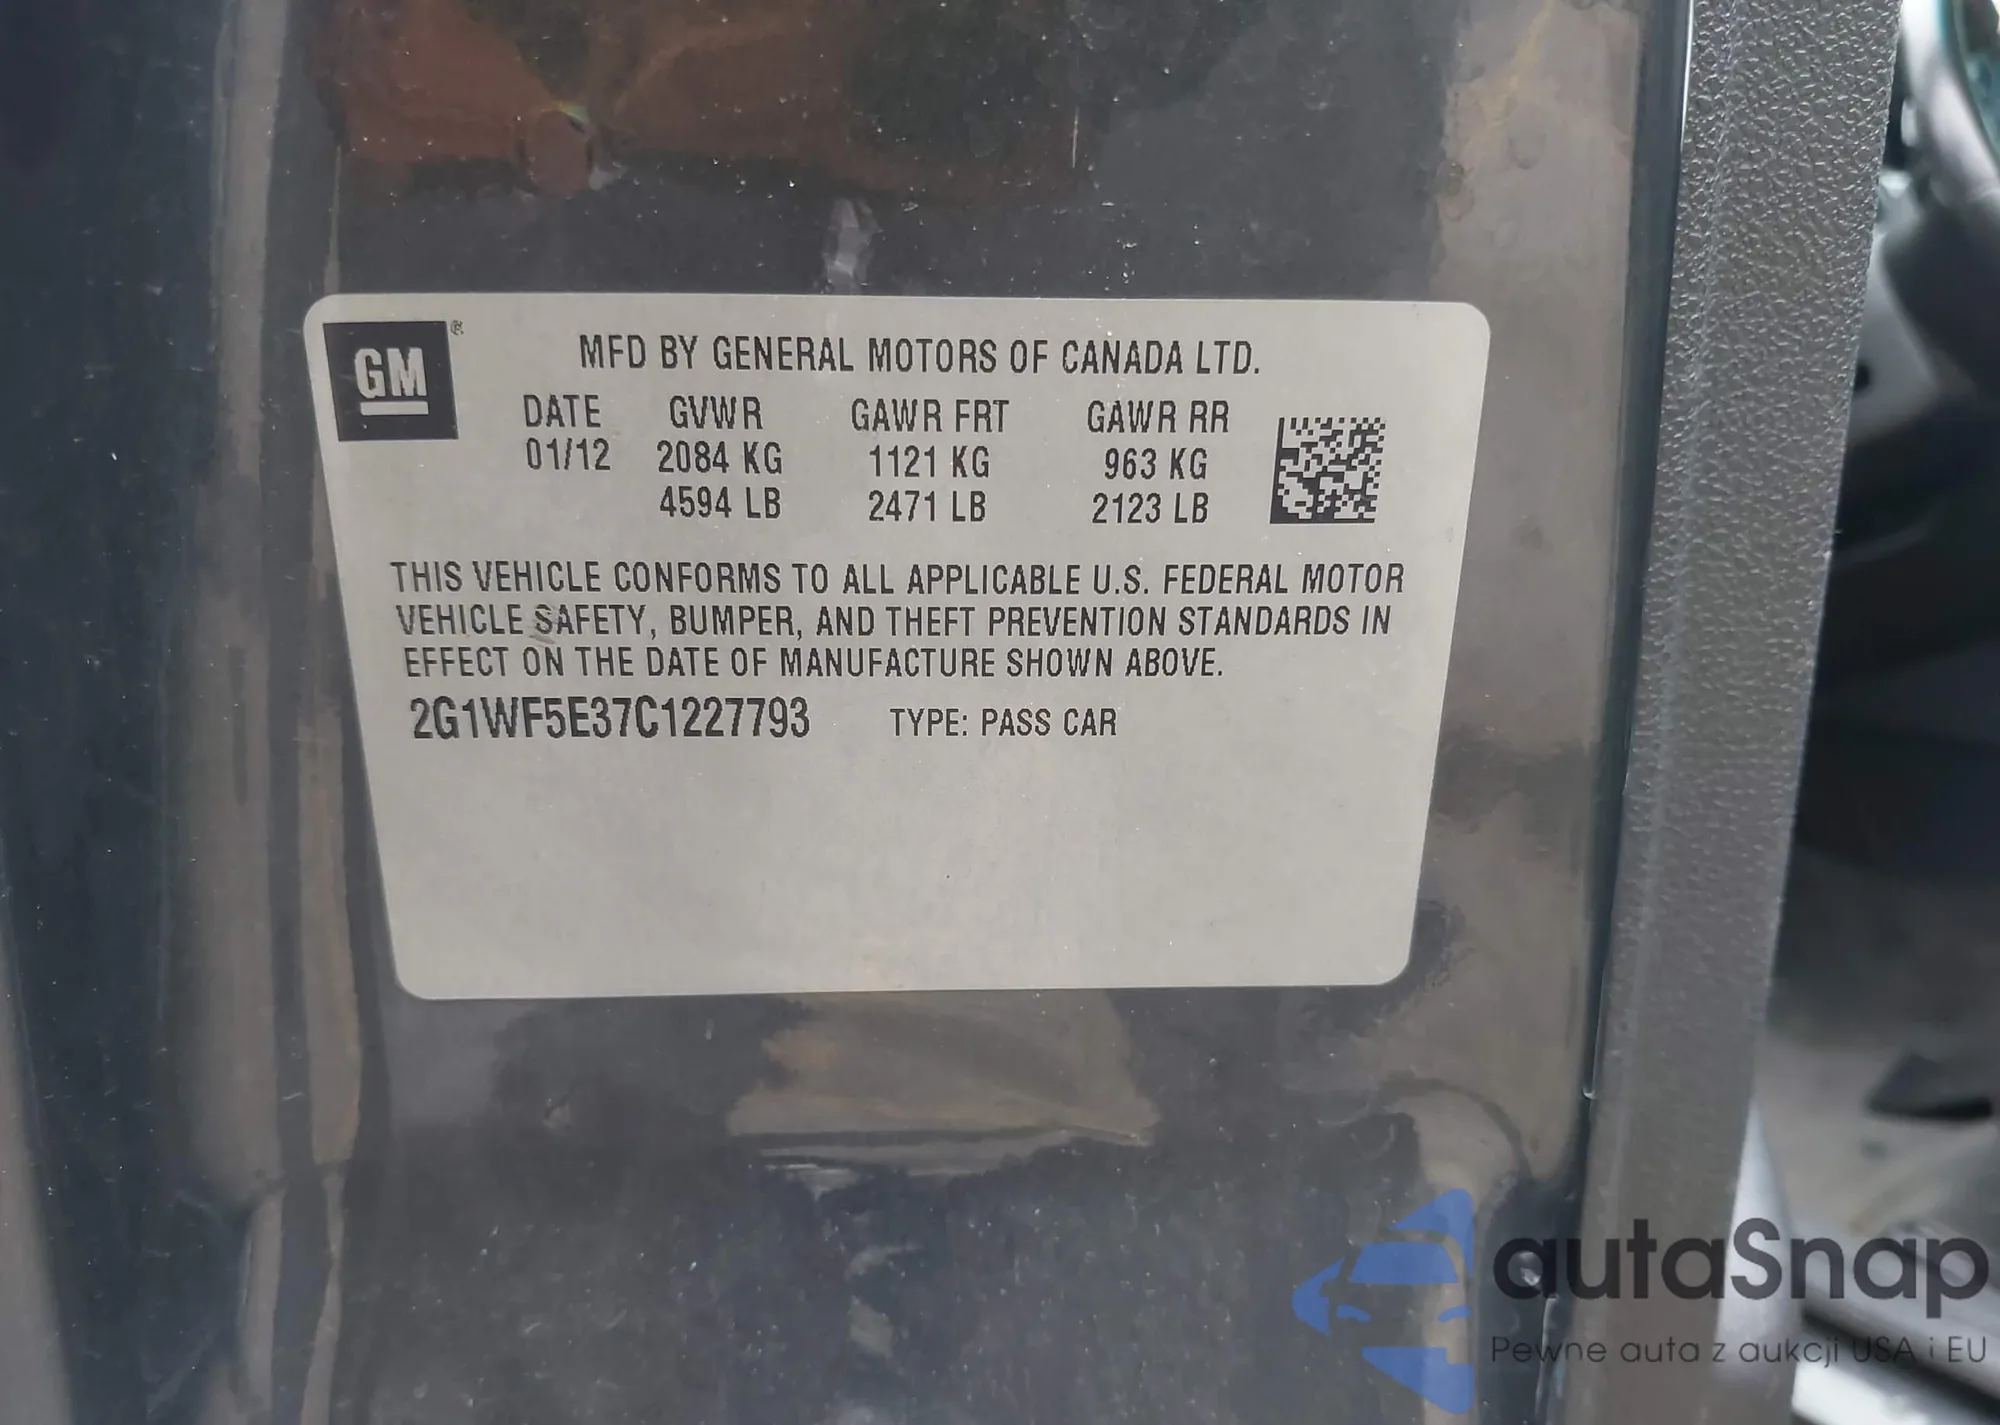 GM ®
MFD BY GENERAL MOTORS OF CANADA LTD.
DATE GVWR GAWR FRT GAWR RR
01/12 2084 KG 1121 KG 963 KG
4594 LB 2471 LB 2123 LB
THIS VEHICLE CONFORMS TO ALL APPLICABLE U.S. FEDERAL MOTOR
VEHICLE SAFETY, BUMPER, AND THEFT PREVENTION STANDARDS IN
EFFECT ON THE DATE OF MANUFACTURE SHOWN ABOVE.
2G1WF5E37C1227793 TYPE: PASS CAR
autaSnap
Pewne auta z aukcji USA i EU